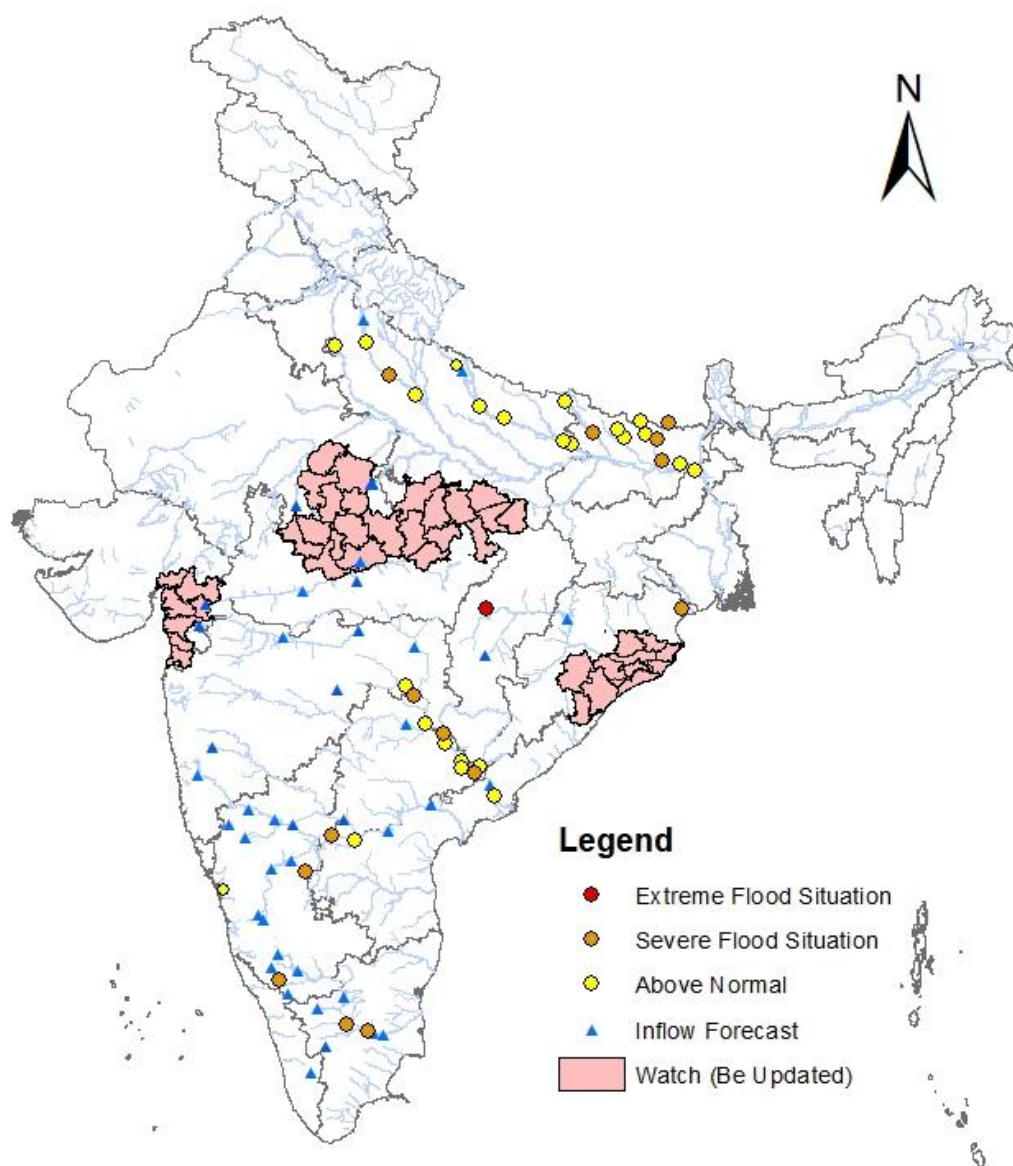 N
Legend
Extreme Flood Situation
Severe Flood Situation
Above Normal
Inflow Forecast
Watch (Be Updated)